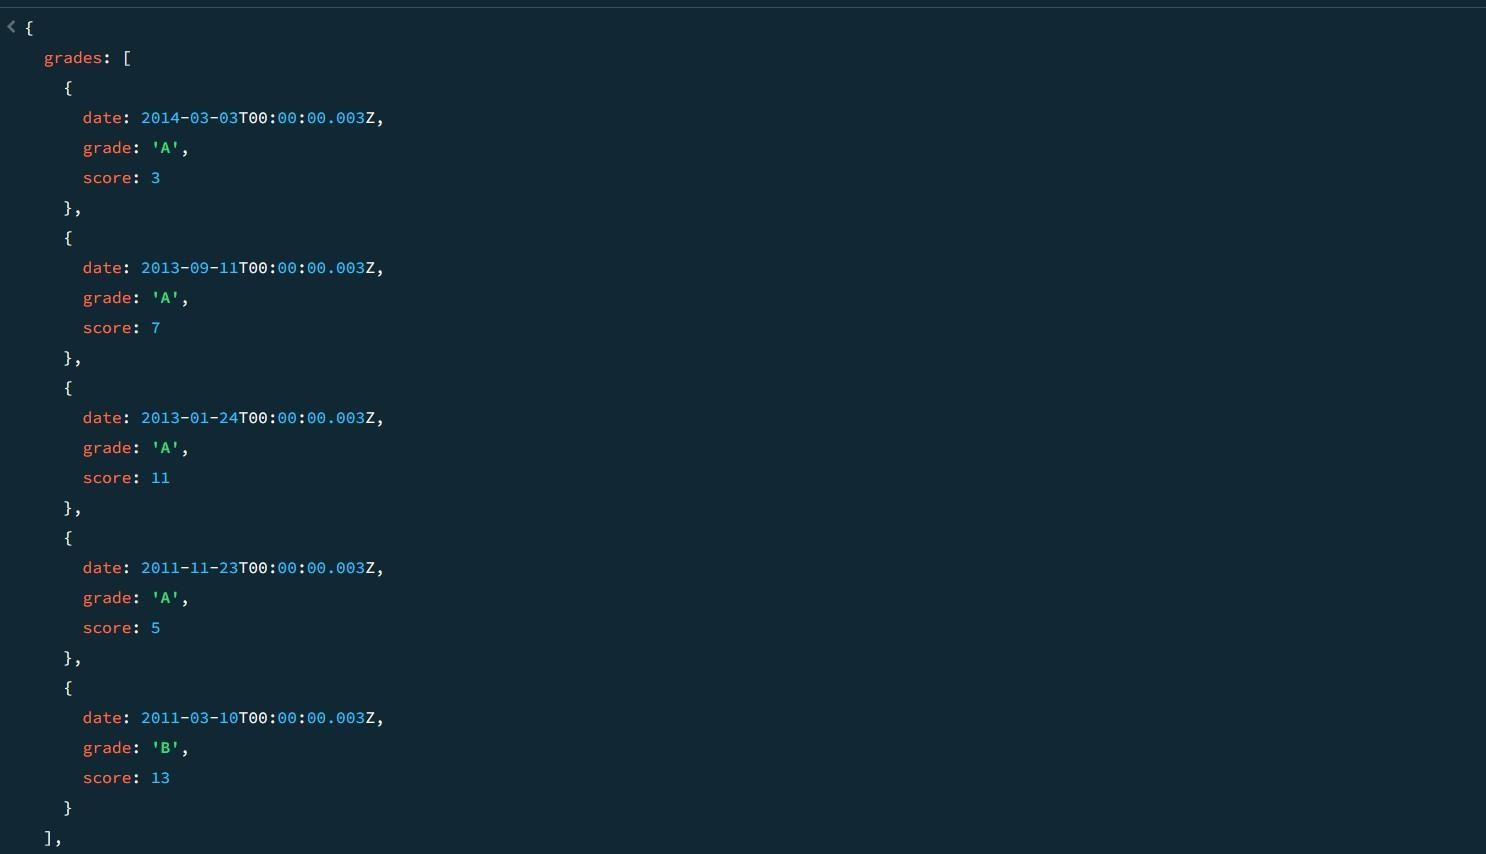 {
grades: [
{
date: 2014-03-03T00:00:00.003Z,
grade: 'A',
score: 3
},
{
date: 2013-09-11T00:00:00.003Z,
grade: 'A',
score: 7
},
{
date: 2013-01-24T00:00:00.003Z,
grade: 'A',
score: 11
},
{
date: 2011-11-23T00:00:00.003Z,
grade: 'A',
score: 5
},
{
date: 2011-03-10T00:00:00.003Z,
grade: 'B',
score: 13
}
],